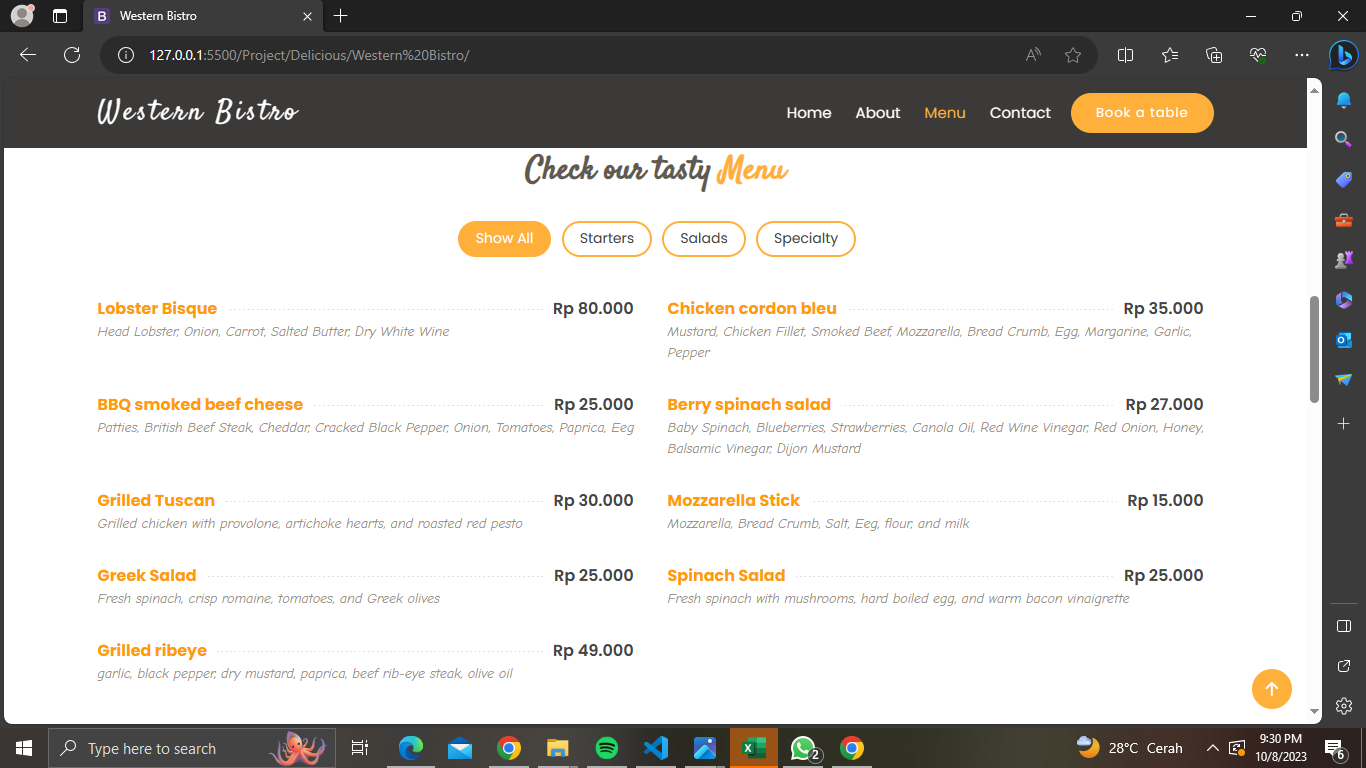 Western Bistro
127.0.0.1:5500/Project/Delicious/Western%20Bistro/
Western Bistro
Home About Menu Contact Book a table
Check our tasty Menu
Show All Starters Salads Specialty
Lobster Bisque Rp 80.000
Head Lobster, Onion, Carrot, Salted Butter, Dry White Wine
Chicken cordon bleu Rp 35.000
Mustard, Chicken Fillet, Smoked Beef, Mozzarella, Bread Crumb, Egg, Margarine, Garlic,
Pepper
BBQ smoked beef cheese Rp 25.000
Patties, British Beef Steak, Cheddar, Cracked Black Pepper, Onion, Tomatoes, Paprica, Eeg
Berry spinach salad Rp 27.000
Baby Spinach, Blueberries, Strawberries, Canola Oil, Red Wine Vinegar, Red Onion, Honey,
Balsamic Vinegar, Dijon Mustard
Grilled Tuscan Rp 30.000
Grilled chicken with provolone, artichoke hearts, and roasted red pesto
Mozzarella Stick Rp 15.000
Mozzarella, Bread Crumb, Salt, Eeg, flour, and milk
Greek Salad Rp 25.000
Fresh spinach, crisp romaine, tomatoes, and Greek olives
Spinach Salad Rp 25.000
Fresh spinach with mushrooms, hard boiled egg, and warm bacon vinaigrette
Grilled ribeye Rp 49.000
garlic, black pepper, dry mustard, paprica, beef rib-eye steak, olive oil
Type here to search
2
28°C Cerah
9:30 PM
10/8/2023
6